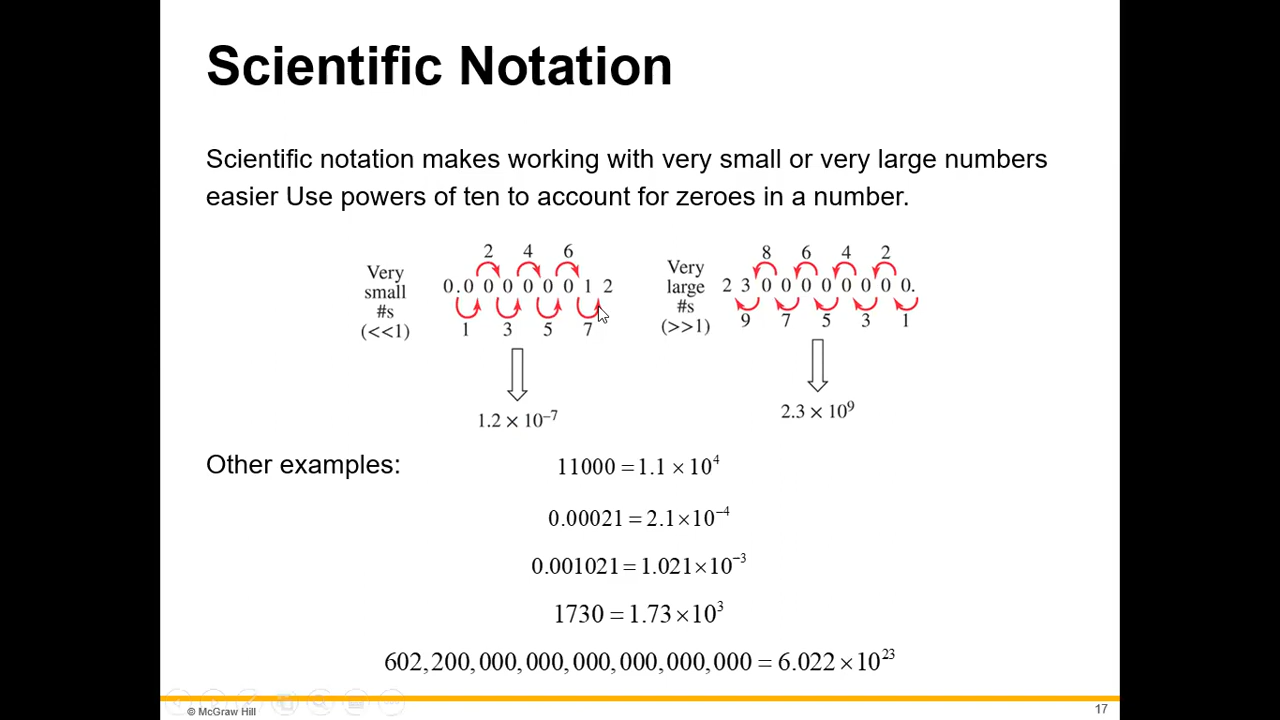 Scientific Notation
Scientific notation makes working with very small or very large numbers
easier Use powers of ten to account for zeroes in a number.
Very
small
#s
(<<1)
2 4 6
0.0 0 0 0 0 0 0 1 2
1 3 5 7
1.2 × 10⁻⁷
Very
large
#s
(>>1)
8 6 4 2
2 3 0 0 0 0 0 0 0 0.
9 7 5 3 1
2.3 × 10⁹
Other examples:
11000 = 1.1 × 10⁴
0.00021 = 2.1 × 10⁻⁴
0.001021 = 1.021 × 10⁻³
1730 = 1.73 × 10³
602,200,000,000,000,000,000,000 = 6.022 × 10²³
© McGraw Hill
17